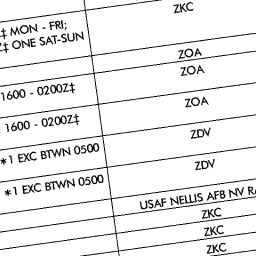 ZKC
‡ MON - FRI;
Z‡ ONE SAT-SUN
ZOA
1600 - 0200Z‡ ZOA
1600 - 0200Z‡ ZOA
*1 EXC BTWN 0500 ZDV
*1 EXC BTWN 0500 ZDV
USAF NELLIS AFB NV
ZKC
ZKC
ZKC